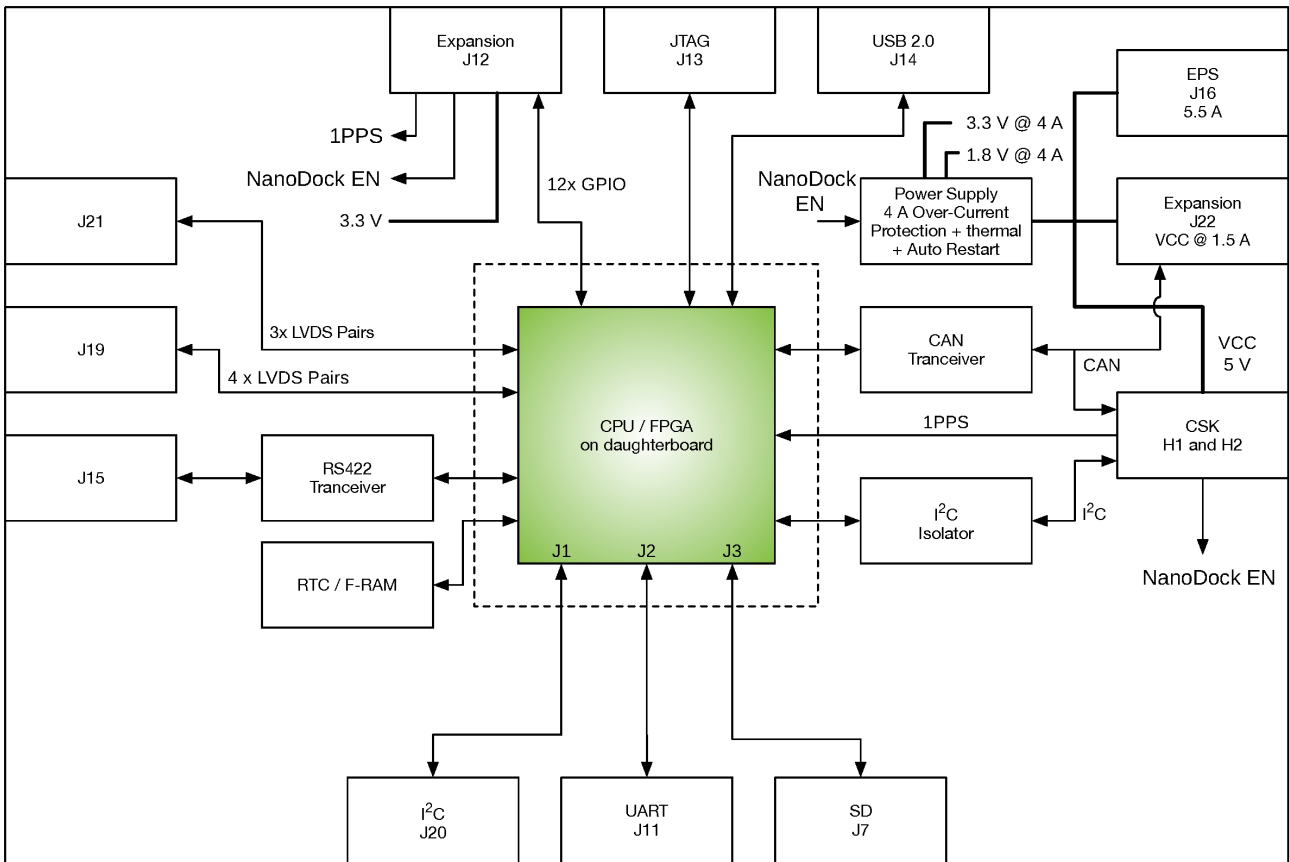 Expansion
J12
JTAG
J13
USB 2.0
J14
EPS
J16
5.5 A
1PPS
NanoDock EN
3.3 V
12x GPIO
3.3 V @ 4 A
1.8 V @ 4 A
NanoDock
EN
Power Supply
4 A Over-Current
Protection + thermal
+ Auto Restart
Expansion
J22
VCC @ 1.5 A
J21
3x LVDS Pairs
J19
4 x LVDS Pairs
CAN
Tranceiver
CAN
VCC
5 V
CPU / FPGA
on daughterboard
1PPS
CSK
H1 and H2
J15
RS422
Tranceiver
I²C
Isolator
I²C
RTC / F-RAM
J1
J2
J3
NanoDock EN
I²C
J20
UART
J11
SD
J7